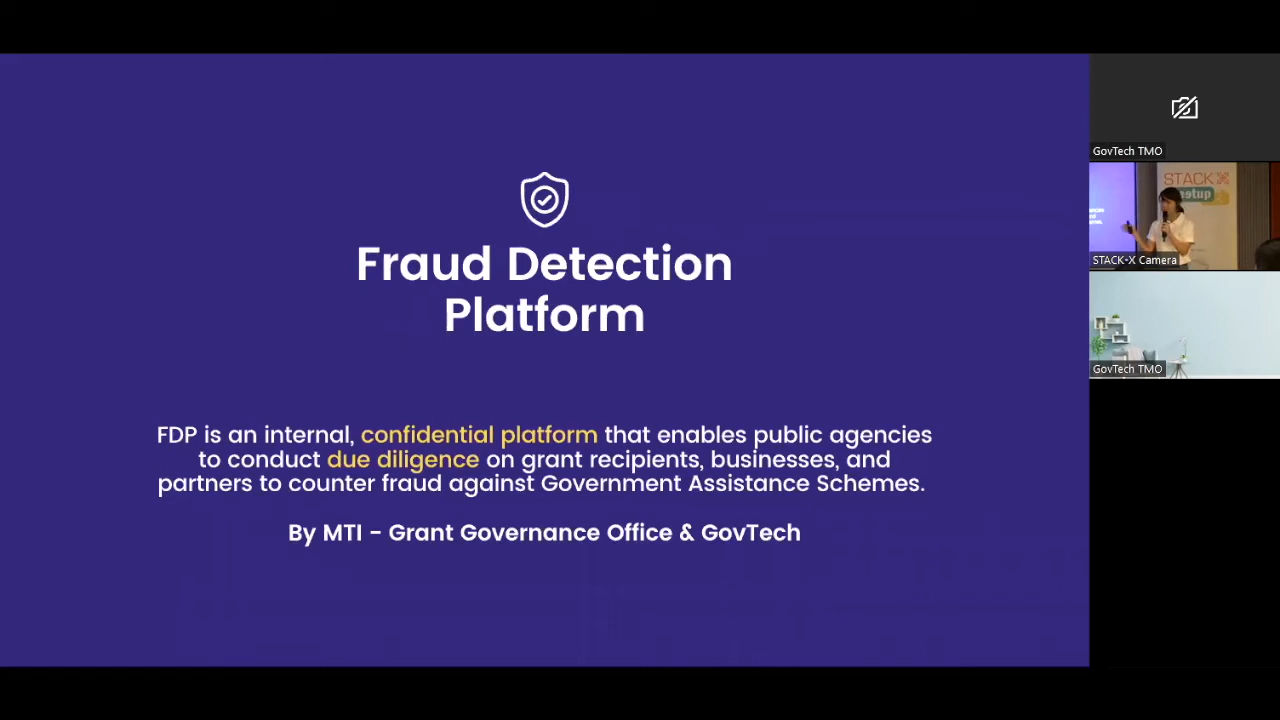 Fraud Detection
Platform
FDP is an internal, confidential platform that enables public agencies
to conduct due diligence on grant recipients, businesses, and
partners to counter fraud against Government Assistance Schemes.
By MTI - Grant Governance Office & GovTech
GovTech TMO
STACK
STACK-X Camera
GovTech TMO